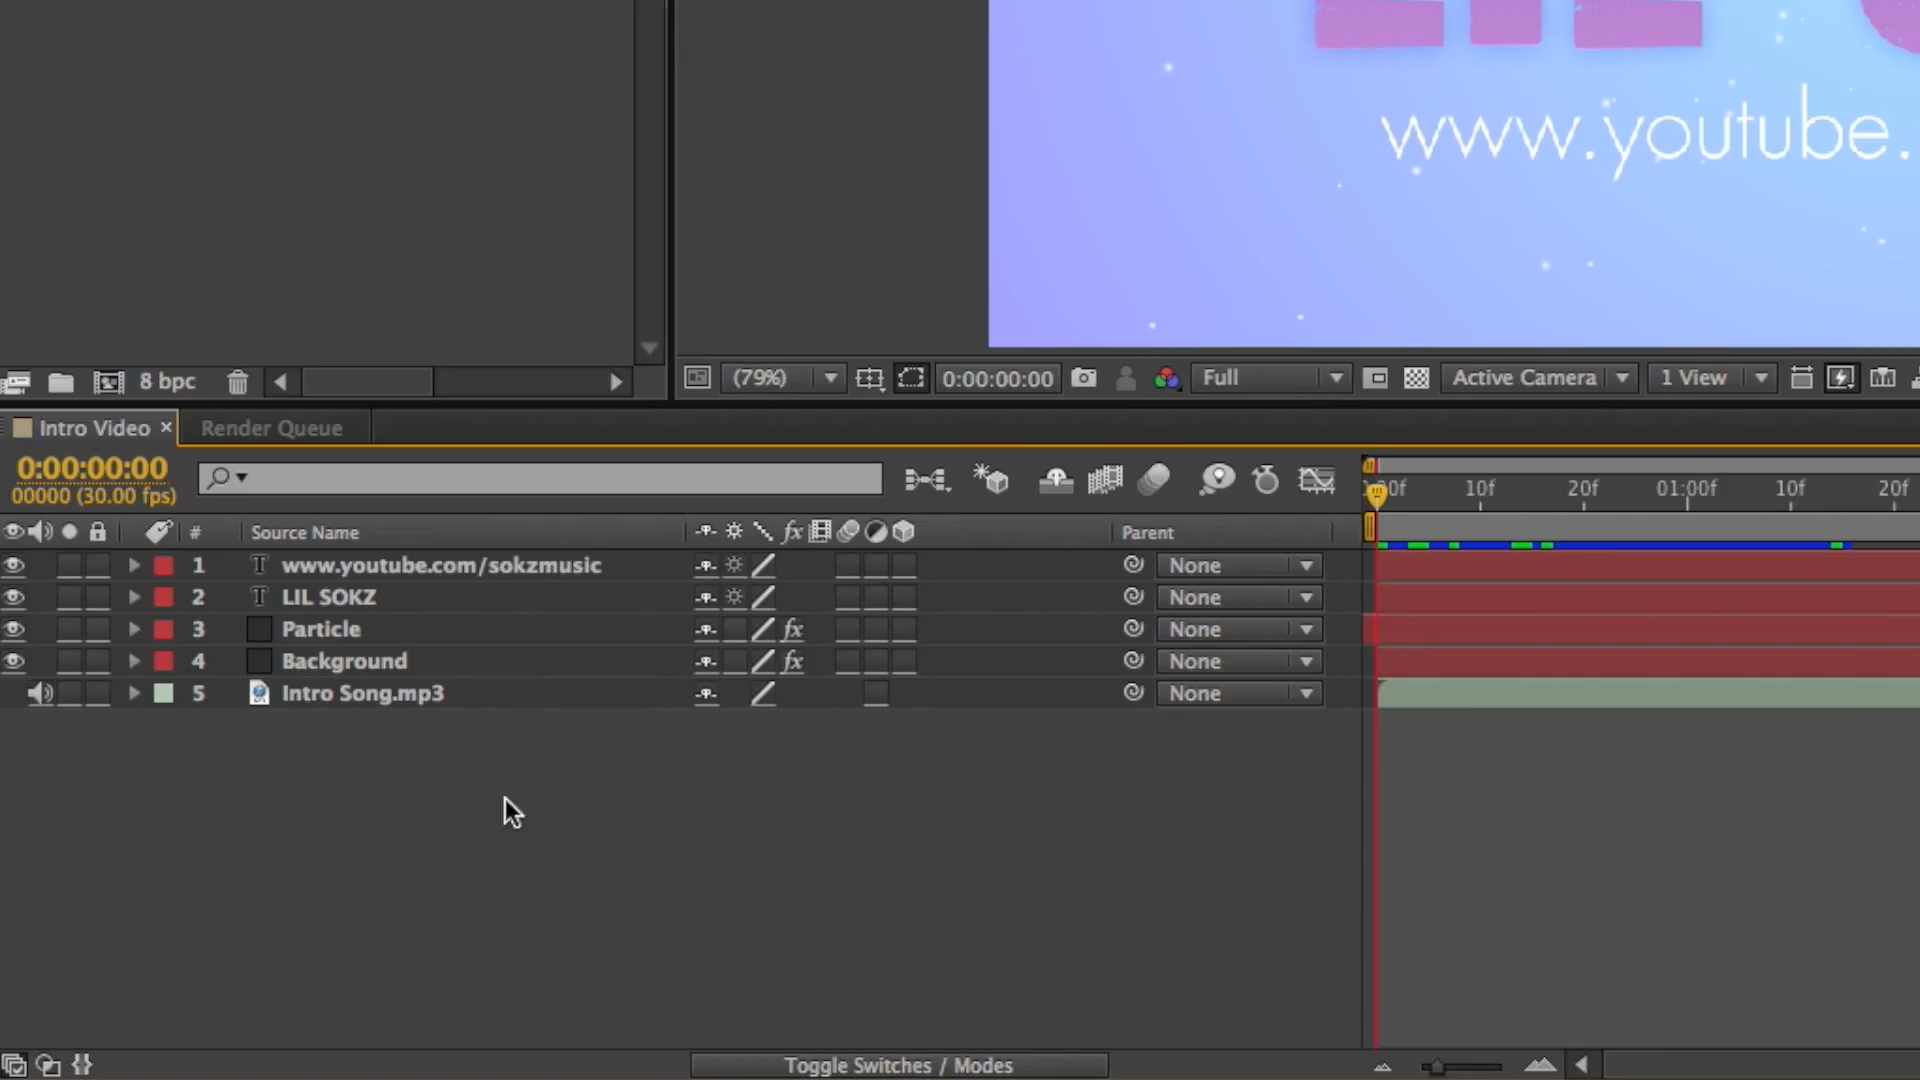 www.youtube.
8 bpc
(79%)
0:00:00:00
Full
Active Camera
1 View
Intro Video ×
Render Queue
0:00:00:00
00000 (30.00 fps)
10f
20f
01:00f
10f
20f
#
Source Name
fx
Parent
1
T
www.youtube.com/sokzmusic
None
2
T
LIL SOKZ
None
3
Particle
fx
None
4
Background
fx
None
5
Intro Song.mp3
None
Toggle Switches / Modes